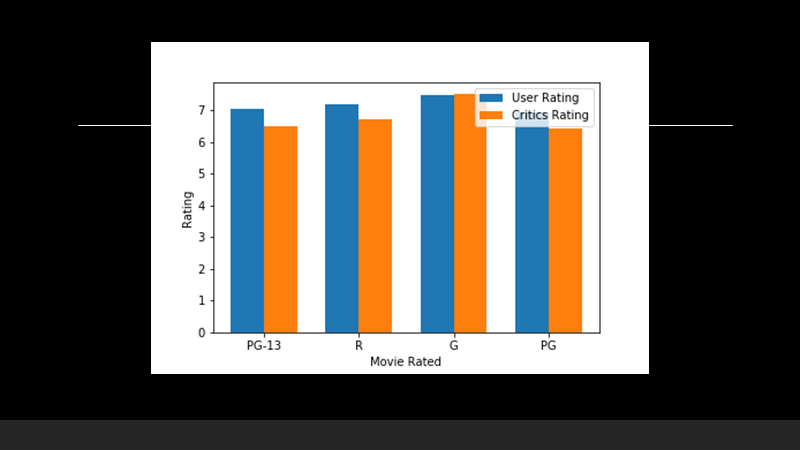 User Rating
Critics Rating
7
6
5
4
3
2
1
0
Rating
PG-13 R G PG
Movie Rated